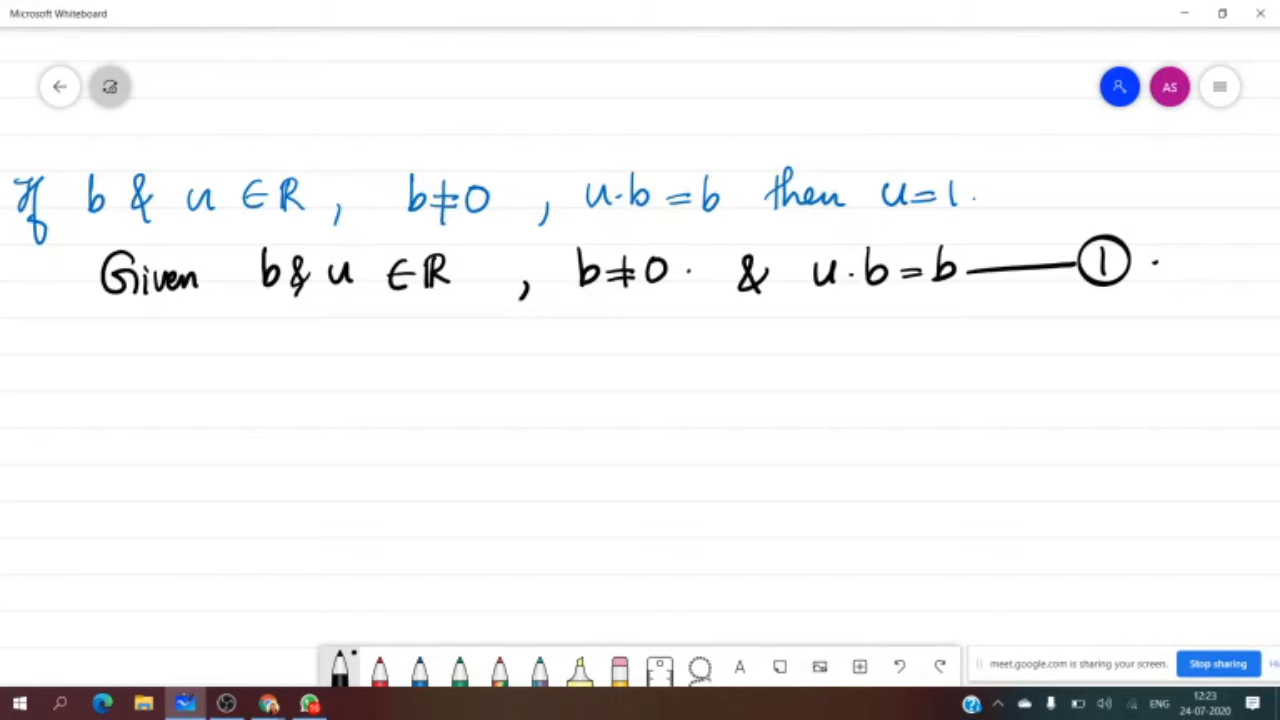 Microsoft Whiteboard
AS
If b & u ∈ R, b ≠ 0, u·b = b then u = 1.
Given b & u ∈ R, b ≠ 0. & u·b = b —— ① .
A
meet.google.com is sharing your screen. Stop sharing Hi
ENG 12:23
24-07-2020